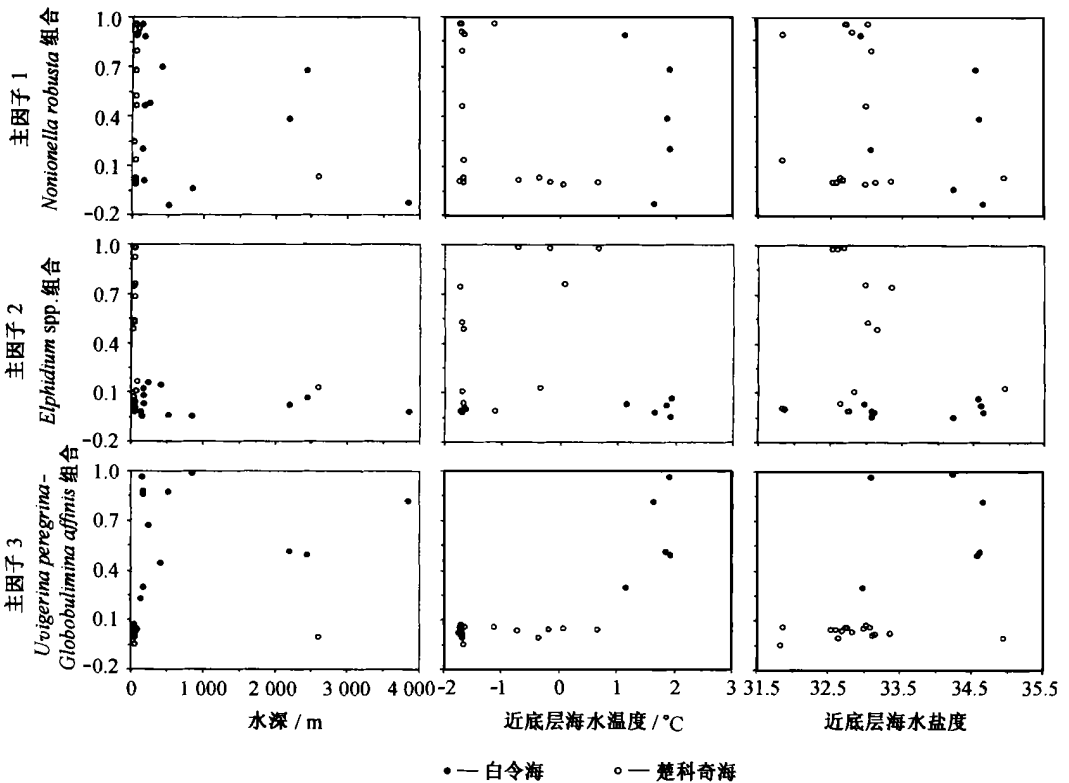 主因子 1
Nonionella robusta 组合
1.0
0.7
0.4
0.1
−0.2
主因子 2
Elphidium spp.组合
1.0
0.7
0.4
0.1
−0.2
主因子 3
Uvigerina peregrina-
Globobulimina affinis 组合
1.0
0.7
0.4
0.1
−0.2
0 1 000 2 000 3 000 4 000
水深 / m
-2 -1 0 1 2 3
近底层海水温度 / °C
31.5 32.5 33.5 34.5 35.5
近底层海水盐度
●— 白令海 ○— 楚科奇海